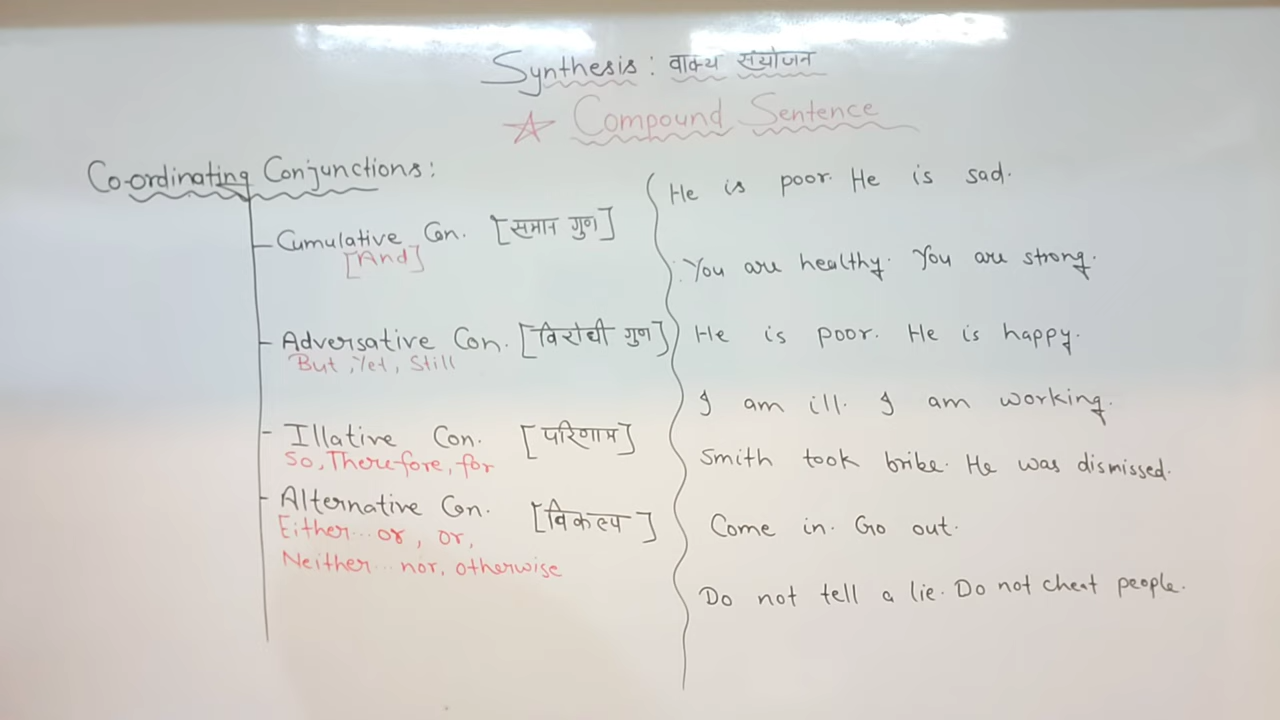 Synthesis: वाक्य संयोजन
Compound Sentence
Co-ordinating Conjunctions:
Cumulative Con. [समान गुण]
[And]
Adversative Con. [विरोधी गुण]
But, Yet, Still
Illative Con. [परिणाम]
So, Therefore, for
Alternative Con. [विकल्प]
Either...or, or,
Neither...nor, otherwise
He is poor. He is sad.
You are healthy. You are strong.
He is poor. He is happy.
I am ill. I am working.
Smith took bribe. He was dismissed.
Come in. Go out.
Do not tell a lie. Do not cheat people.